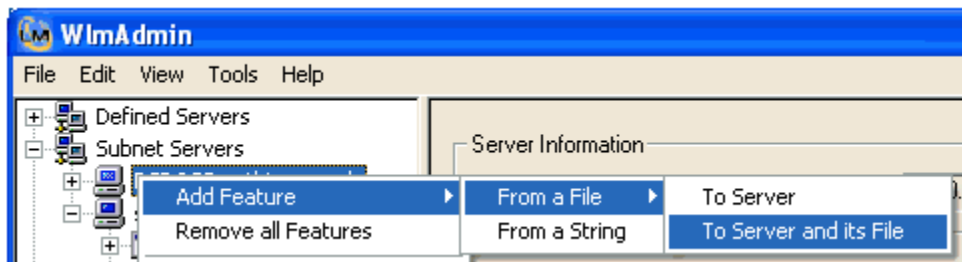 WlmAdmin
File Edit View Tools Help
Defined Servers
Subnet Servers
Server Information
Add Feature
Remove all Features
From a File
From a String
To Server
To Server and its File